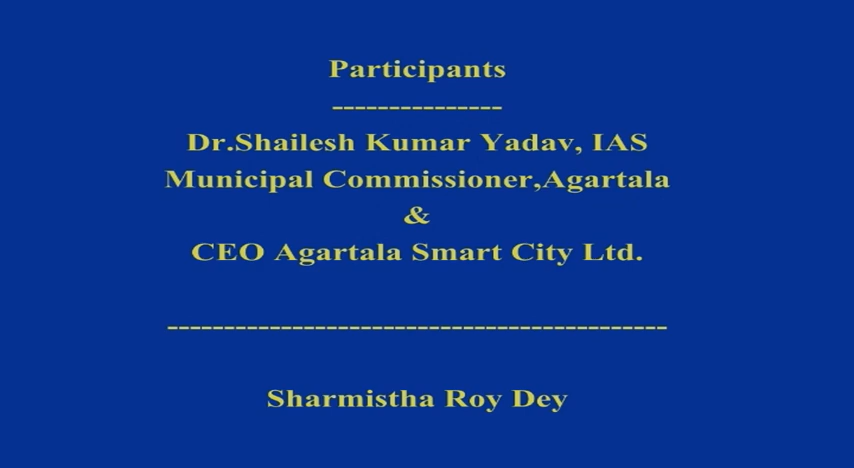 Participants
---------------
Dr.Shailesh Kumar Yadav, IAS
Municipal Commissioner,Agartala
&
CEO Agartala Smart City Ltd.
--------------------------------------------
Sharmistha Roy Dey